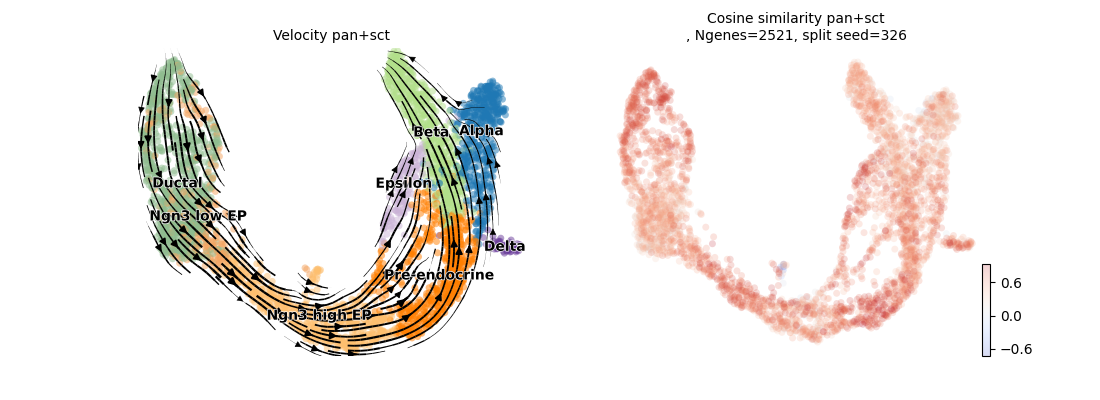 Velocity pan+sct
Beta
Alpha
Ductal
Epsilon
Ngn3 low EP
Delta
Pre-endocrine
Ngn3 high EP
Cosine similarity pan+sct
, Ngenes=2521, split seed=326
0.6
0.0
−0.6